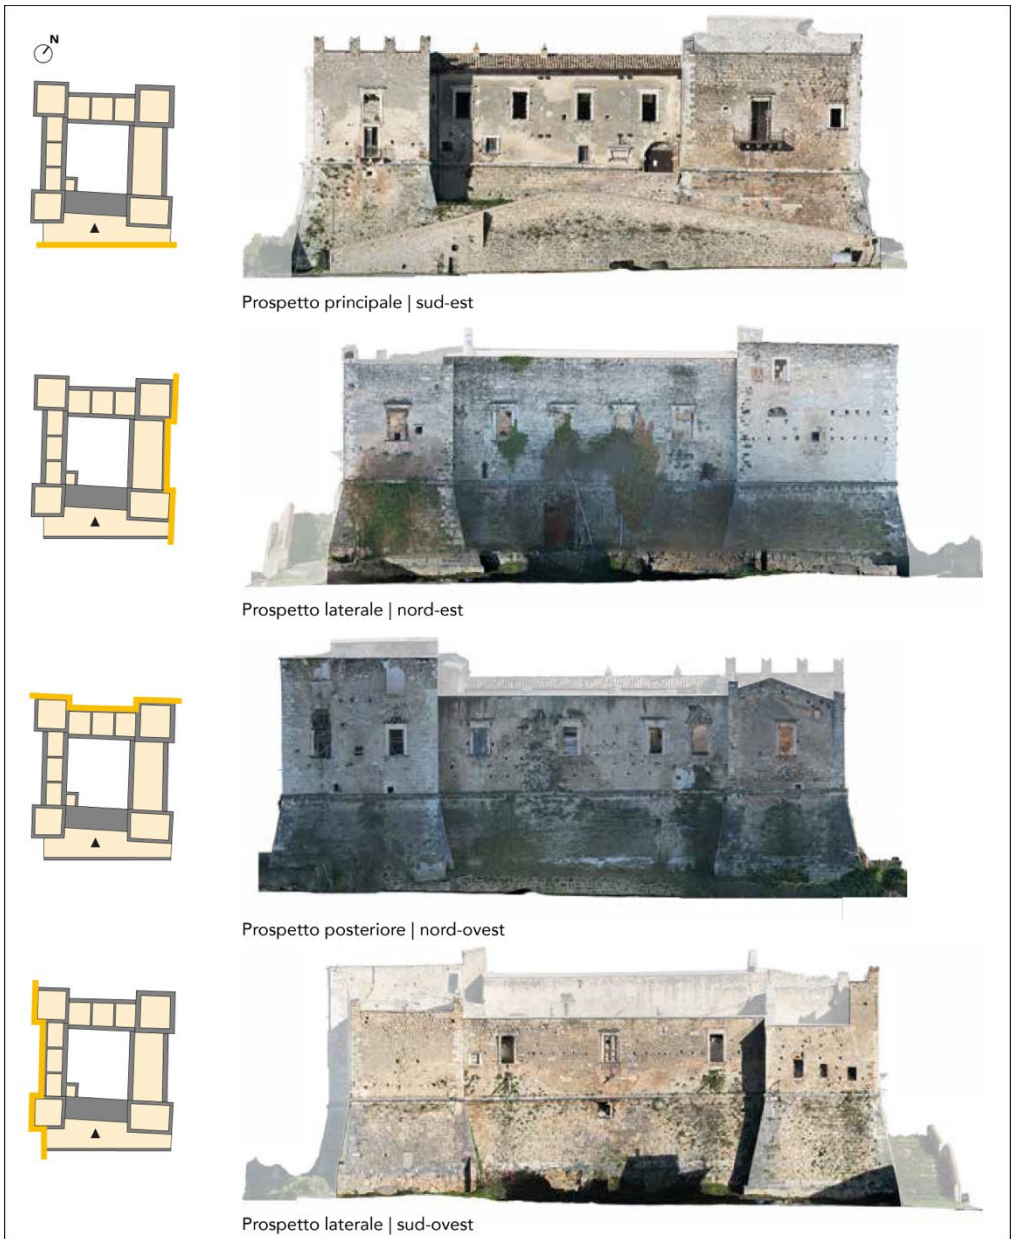 N
Prospetto principale | sud-est
Prospetto laterale | nord-est
Prospetto posteriore | nord-ovest
Prospetto laterale | sud-ovest